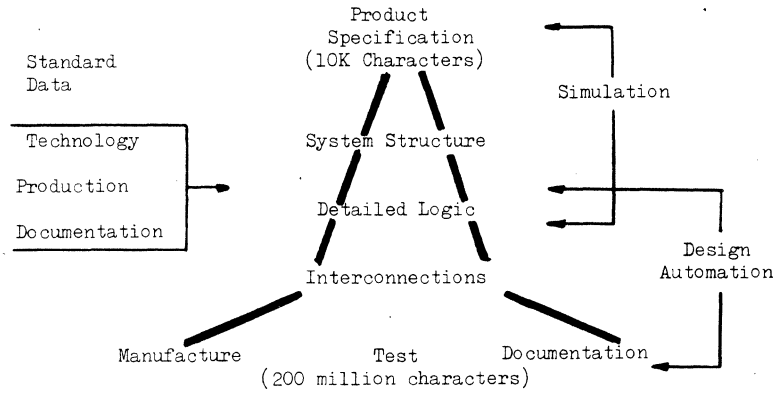 Product
Specification
(10K Characters)
Standard
Data
Simulation
Technology
System Structure
Production
Detailed Logic
Documentation
Design
Automation
Interconnections
Manufacture
Test
Documentation
(200 million characters)